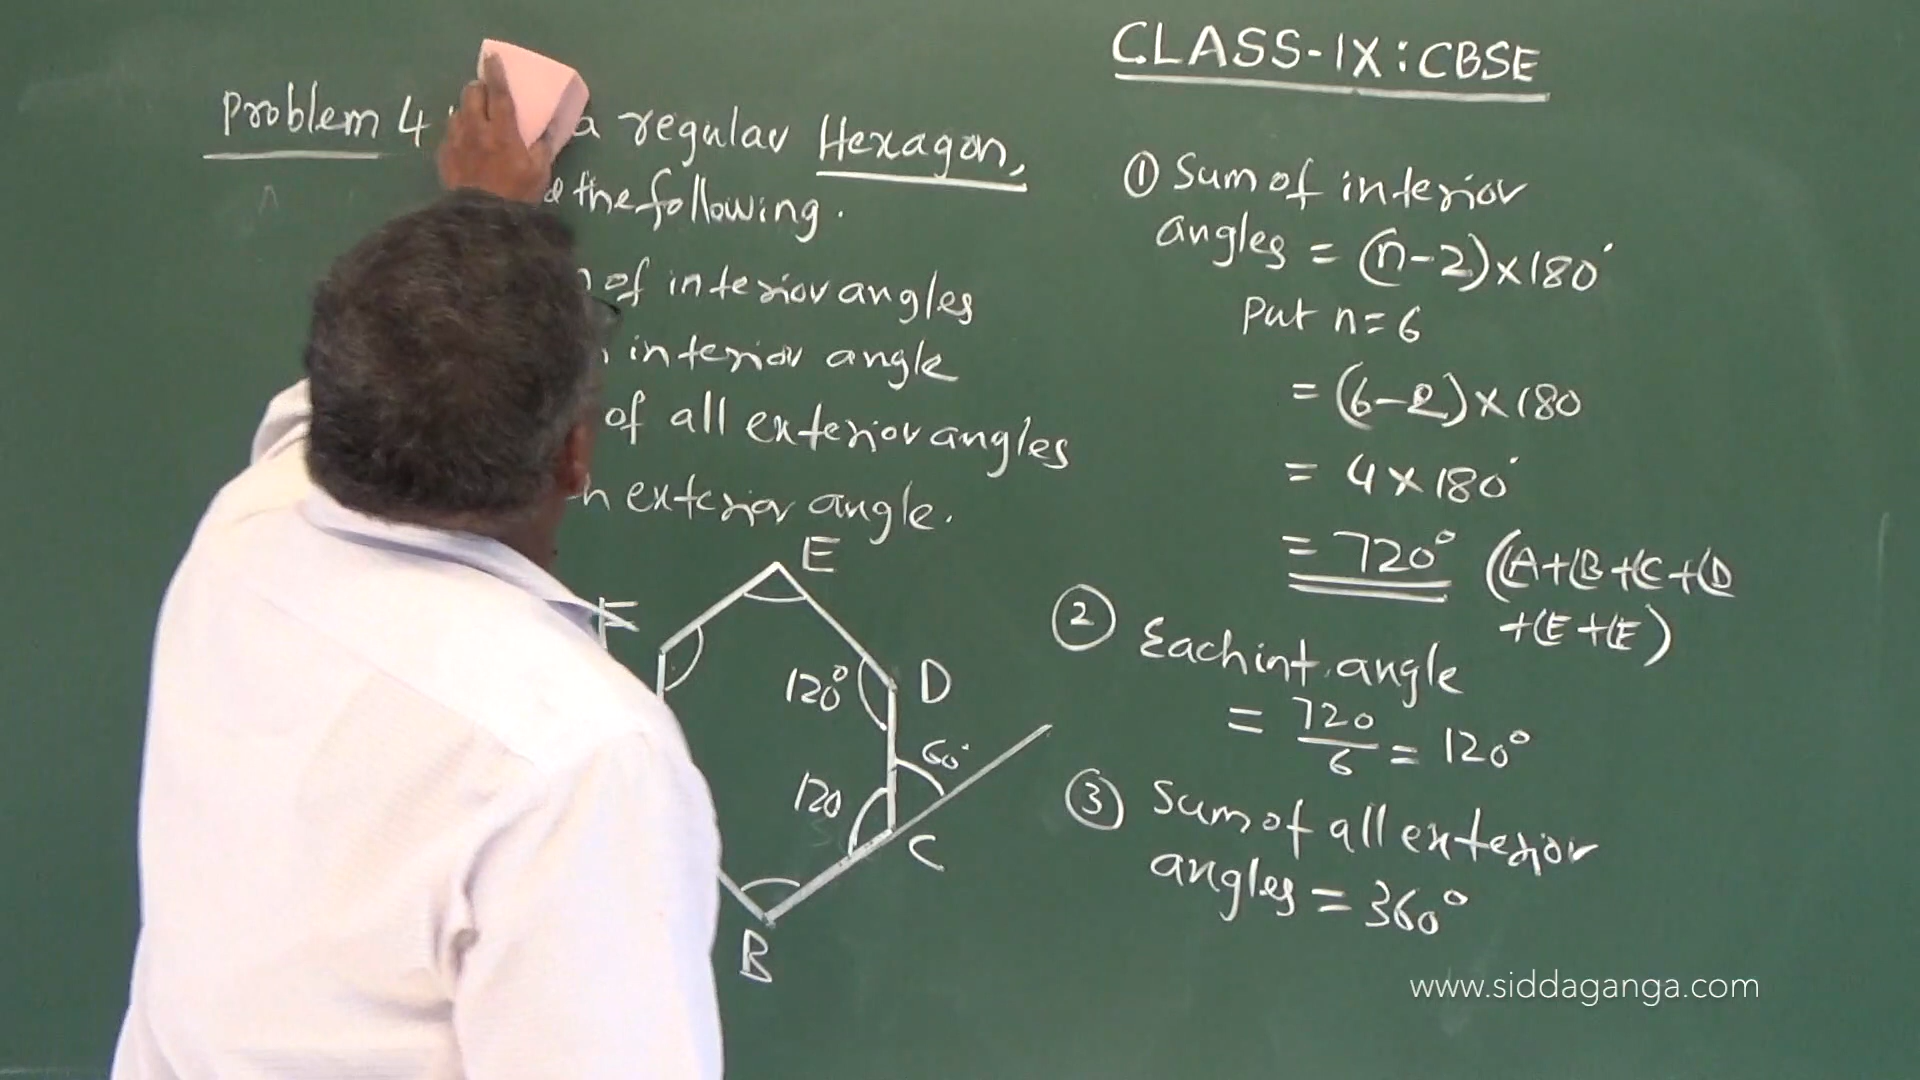 CLASS-IX:CBSE
Problem 4 a regular Hexagon,
the following.
of interior angles
interior angle
of all exterior angles
exterior angle.
E
F
120° D
60°
120
C
B
① Sum of interior
angles = (n-2)×180°
Put n=6
= (6-2)×180
= 4×180°
= 720° (∠A+∠B+∠C+∠D
+∠E+∠E)
② Each int. angle
= 720/6 = 120°
③ Sum of all exterior
angles = 360°
www.siddaganga.com